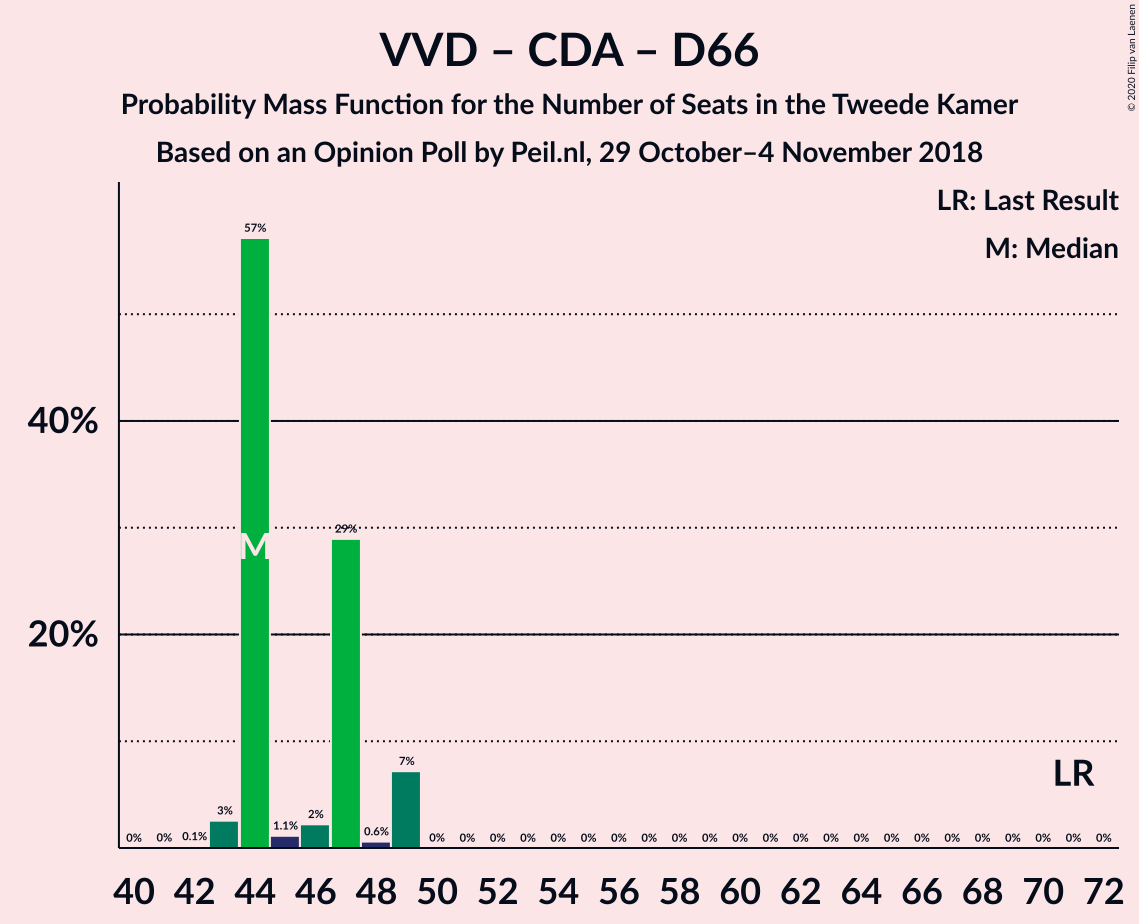 VVD – CDA – D66
Probability Mass Function for the Number of Seats in the Tweede Kamer
Based on an Opinion Poll by Peil.nl, 29 October–4 November 2018
© 2020 Filip van Laenen
LR: Last Result
M: Median
57%
40%
29%
M
20%
LR
7%
0% 0% 0.1% 3% 1.1% 2% 0.6% 0% 0% 0% 0% 0% 0% 0% 0% 0% 0% 0% 0% 0% 0% 0% 0% 0% 0% 0% 0% 0% 0% 0%
40 42 44 46 48 50 52 54 56 58 60 62 64 66 68 70 72